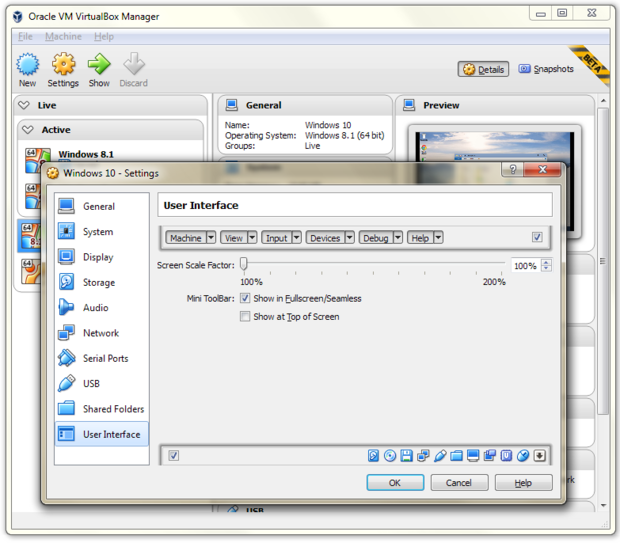 Oracle VM VirtualBox Manager
File Machine Help
New Settings Show Discard
Details Snapshots
BETA
Live
Active
64 Windows 8.1
64
64
General
Name: Windows 10
Operating System: Windows 8.1 (64 bit)
Groups: Live
Preview
Windows 10 - Settings
General
System
Display
Storage
Audio
Network
Serial Ports
USB
Shared Folders
User Interface
User Interface
Machine View Input Devices Debug Help
Screen Scale Factor: 100%
100% 200%
Mini ToolBar: Show in Fullscreen/Seamless
Show at Top of Screen
OK Cancel Help
USB